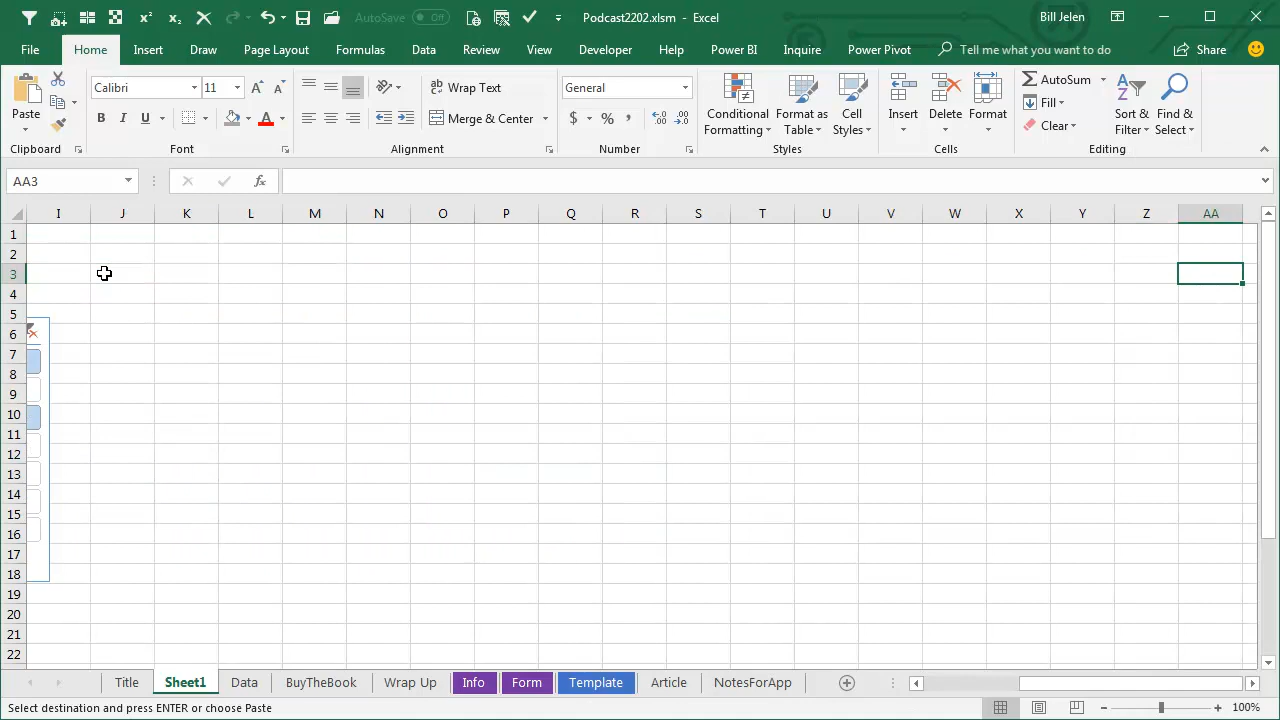 x² x₂ AutoSave Off Podcast2202.xlsm - Excel Bill Jelen
File Home Insert Draw Page Layout Formulas Data Review View Developer Help Power BI Inquire Power Pivot Tell me what you want to do Share
Paste Calibri 11 Wrap Text General Conditional Formatting Format as Table Cell Styles Insert Delete Format AutoSum Sort & Filter Find & Select
B I U A Merge & Center $ % , Fill
Clear
Clipboard Font Alignment Number Styles Cells Editing
AA3 fx
I J K L M N O P Q R S T U V W X Y Z AA
1
2
3
4
5
6
7
8
9
10
11
12
13
14
15
16
17
18
19
20
21
22
Title Sheet1 Data BuyTheBook Wrap Up Info Form Template Article NotesForApp
Select destination and press ENTER or choose Paste 100%